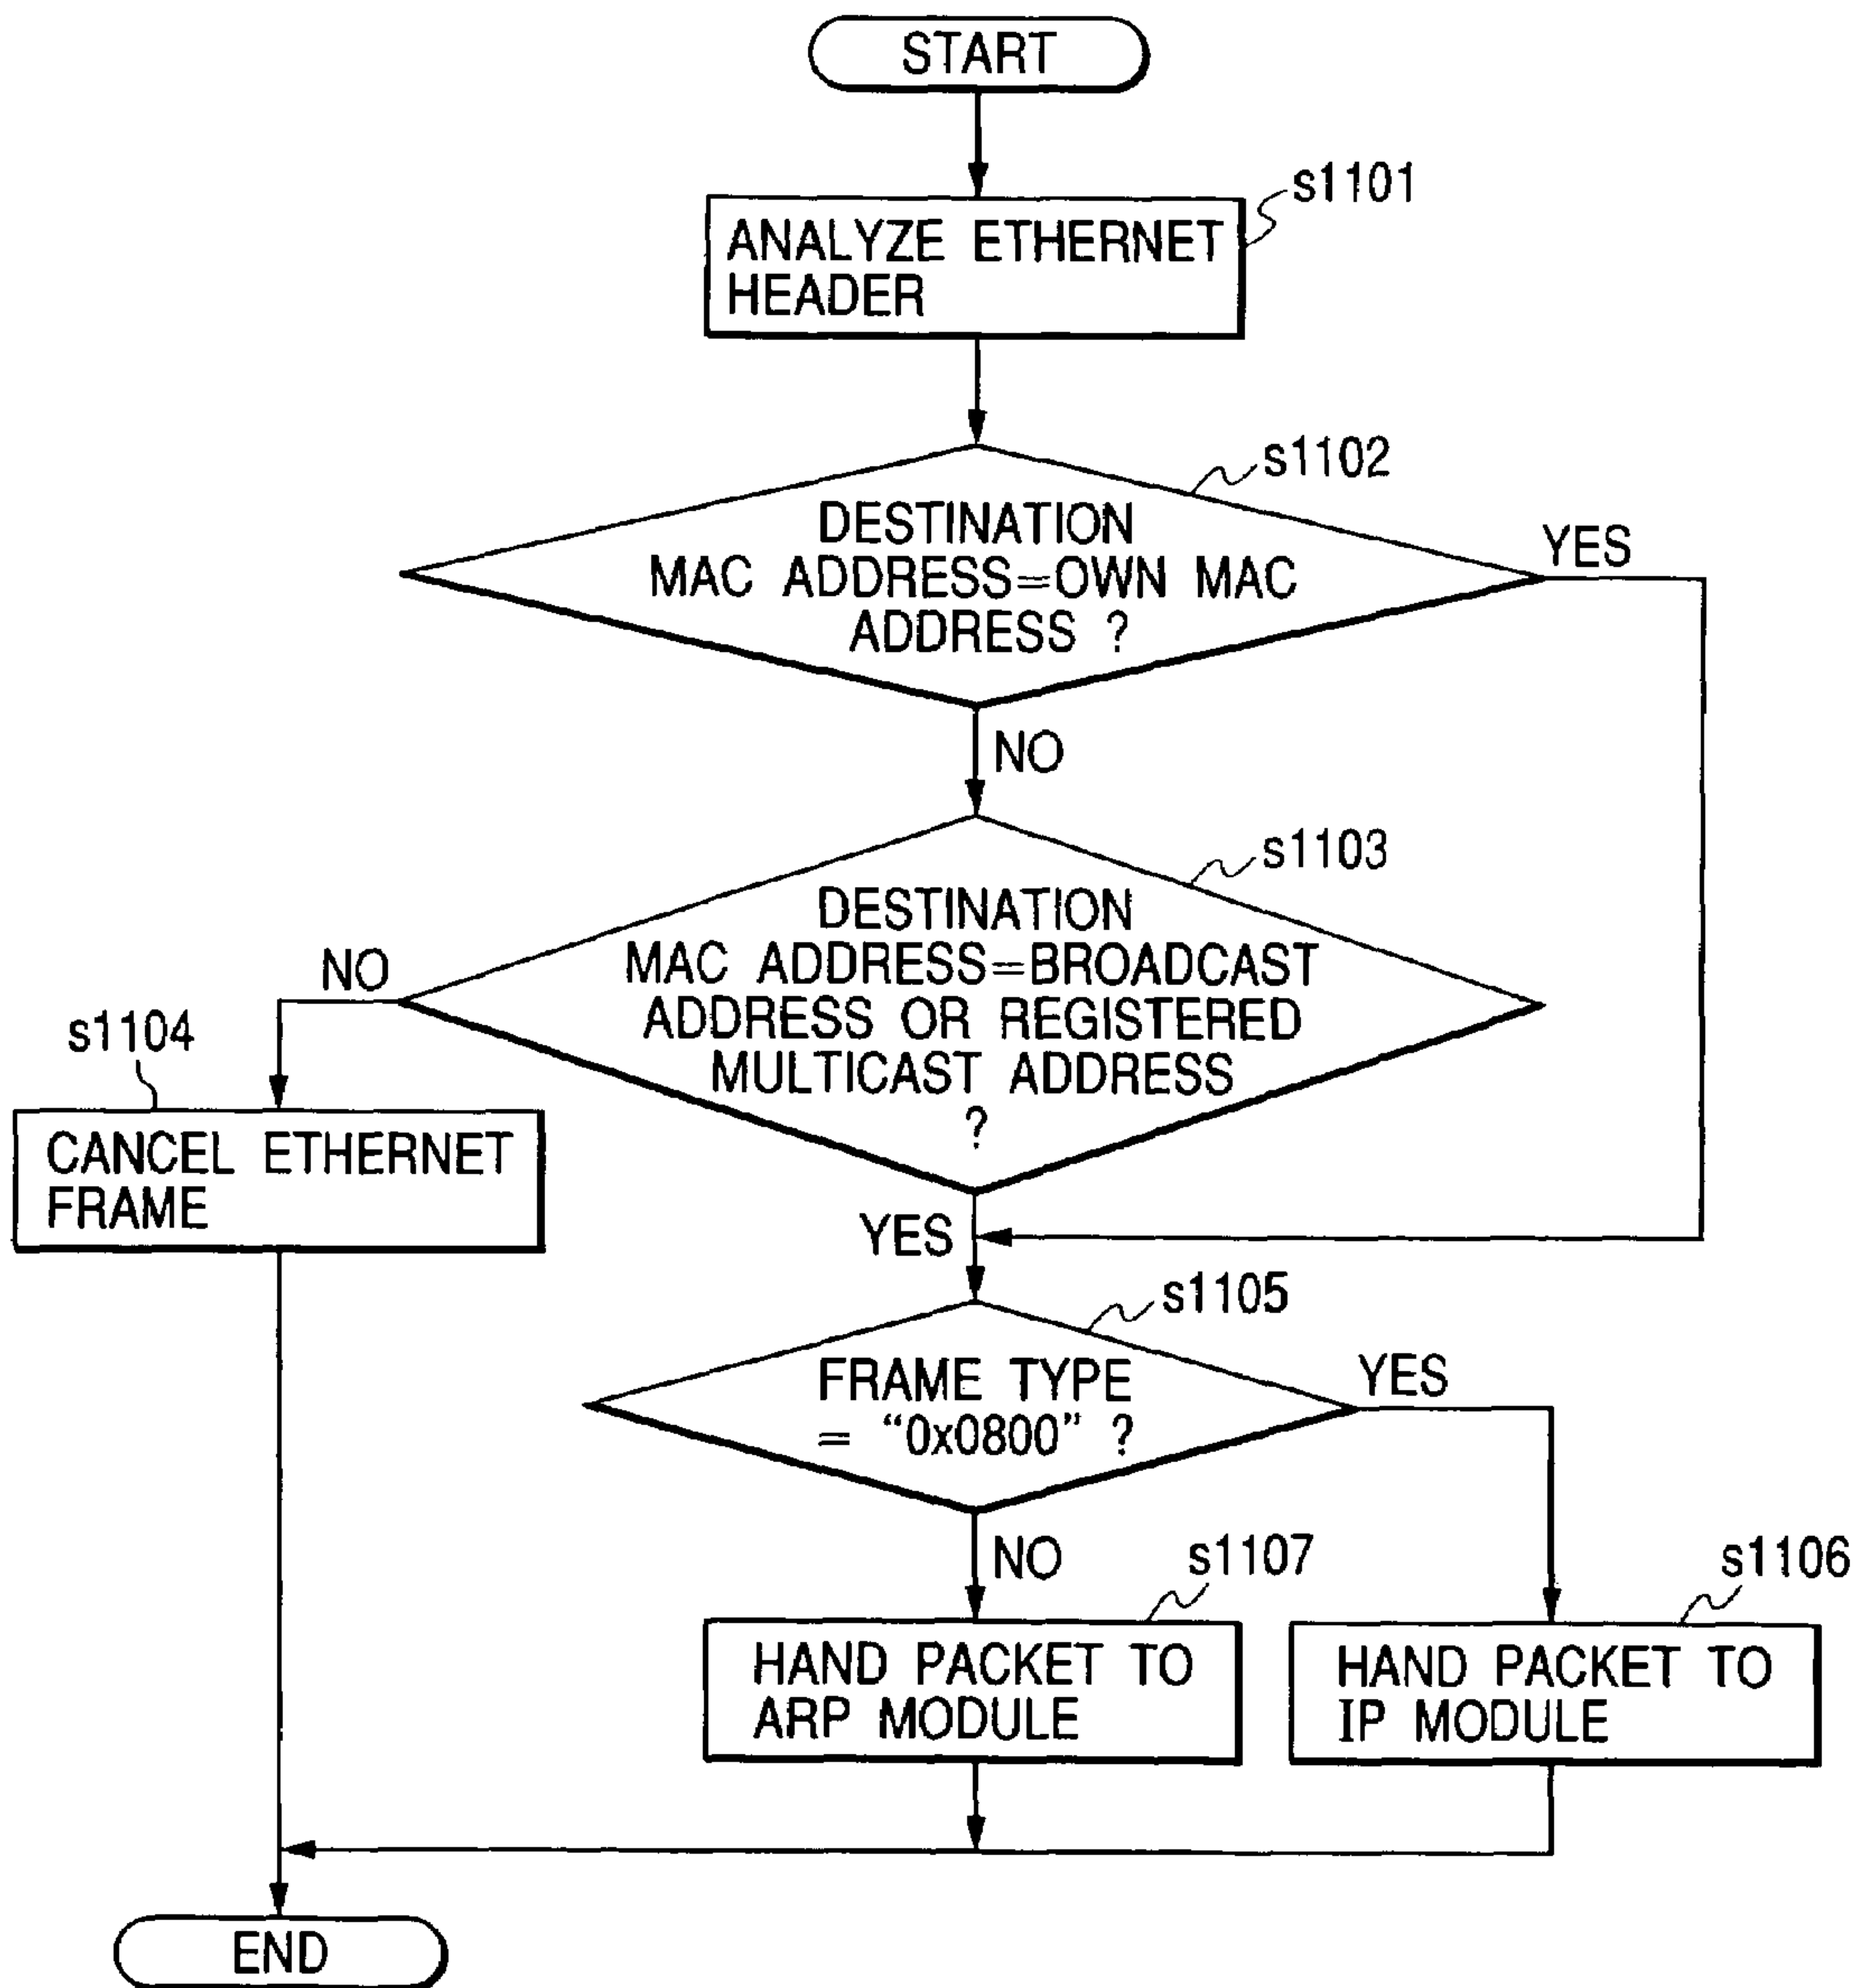 START
s1101
ANALYZE ETHERNET
HEADER
s1102
DESTINATION
MAC ADDRESS=OWN MAC
ADDRESS ?
YES
NO
s1103
DESTINATION
MAC ADDRESS=BROADCAST
ADDRESS OR REGISTERED
MULTICAST ADDRESS
?
NO
s1104
CANCEL ETHERNET
FRAME
YES
s1105
FRAME TYPE
= “0x0800” ?
YES
NO
s1107
HAND PACKET TO
ARP MODULE
s1106
HAND PACKET TO
IP MODULE
END